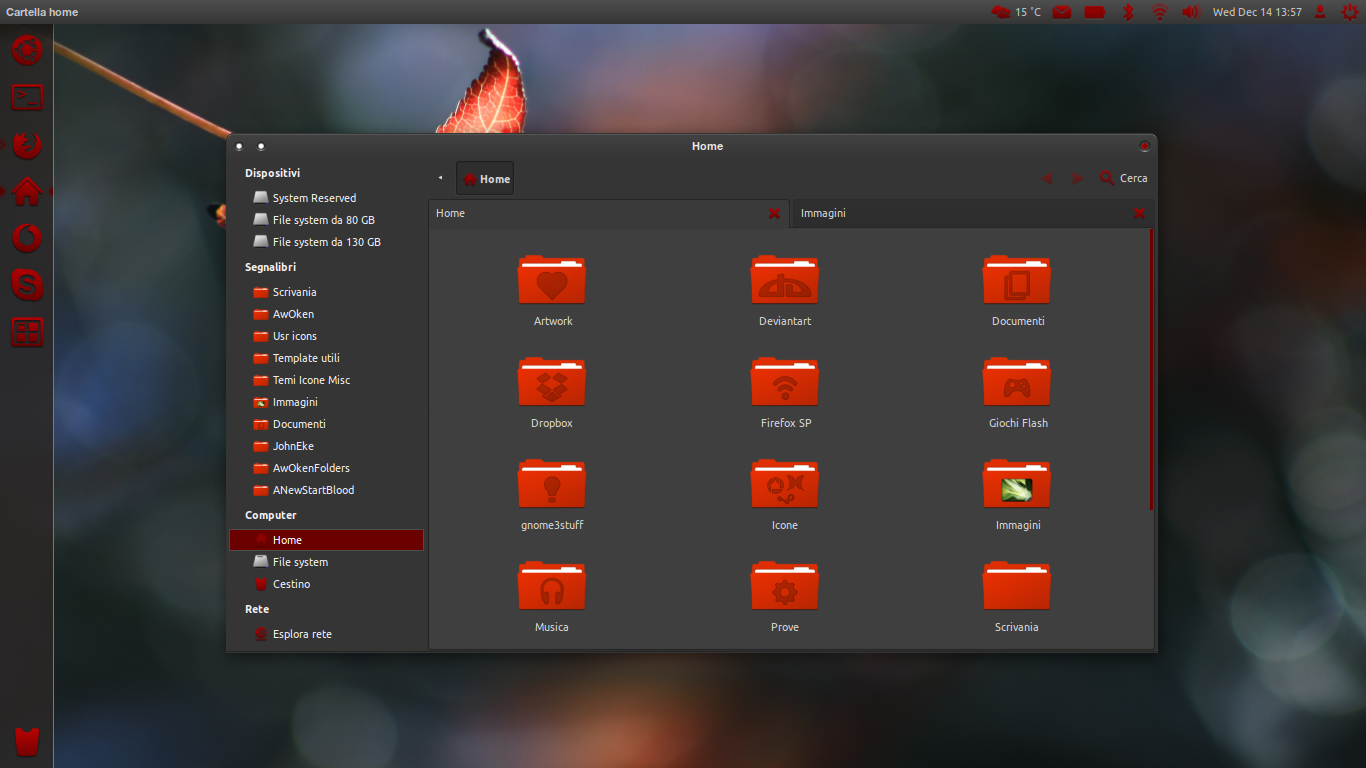 Cartella home
15 °C
Wed Dec 14 13:57
Home
Dispositivi
System Reserved
File system da 80 GB
File system da 130 GB
Segnalibri
Scrivania
AwOken
Usr icons
Template utili
Temi Icone Misc
Immagini
Documenti
JohnEke
AwOkenFolders
ANewStartBlood
Computer
Home
File system
Cestino
Rete
Esplora rete
Home
Cerca
Home
Immagini
Artwork
Deviantart
Documenti
Dropbox
Firefox SP
Giochi Flash
gnome3stuff
Icone
Immagini
Musica
Prove
Scrivania